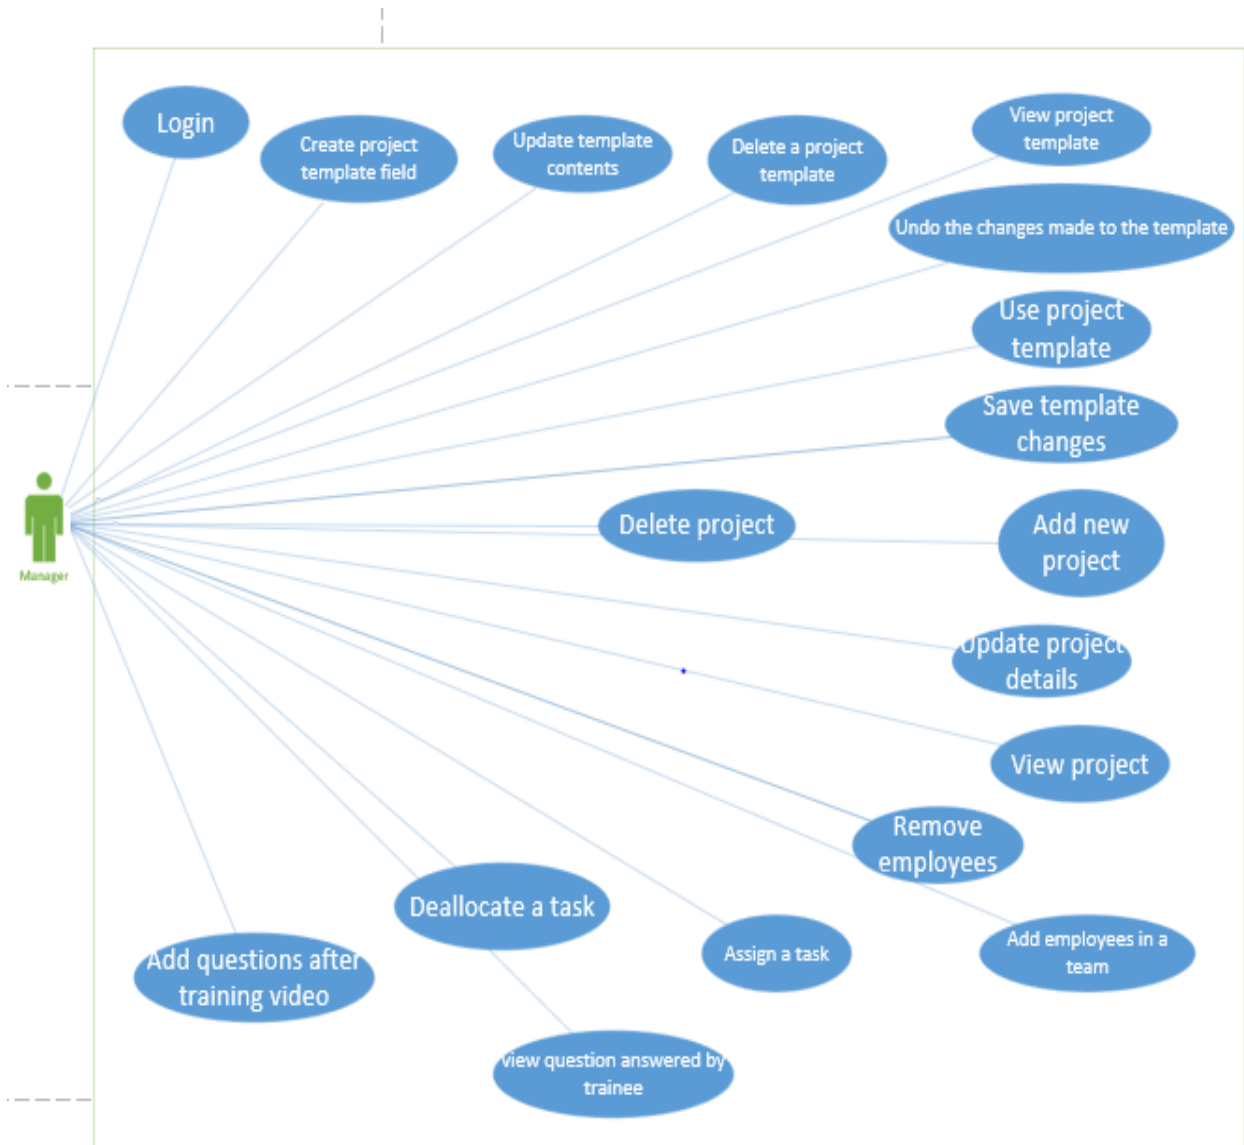 Login
Create project
template field
Update template
contents
Delete a project
template
View project
template
Undo the changes made to the template
Use project
template
Save template
changes
Delete project
Add new
project
Manager
Update project
details
View project
Remove
employees
Deallocate a task
Assign a task
Add employees in a
team
Add questions after
training video
View question answered by
trainee